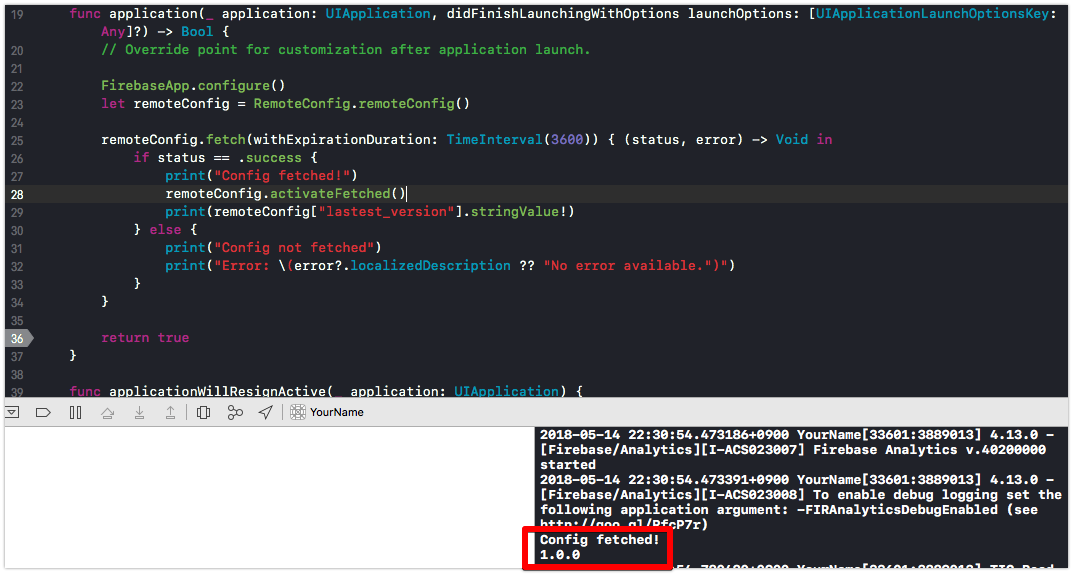 19 func application(_ application: UIApplication, didFinishLaunchingWithOptions launchOptions: [UIApplicationLaunchOptionsKey:
Any]?) -> Bool {
20 // Override point for customization after application launch.
21
22 FirebaseApp.configure()
23 let remoteConfig = RemoteConfig.remoteConfig()
24
25 remoteConfig.fetch(withExpirationDuration: TimeInterval(3600)) { (status, error) -> Void in
26 if status == .success {
27 print("Config fetched!")
28 remoteConfig.activateFetched()
29 print(remoteConfig["lastest_version"].stringValue!)
30 } else {
31 print("Config not fetched")
32 print("Error: \(error?.localizedDescription ?? "No error available.")")
33 }
34 }
35
36 return true
37 }
38
39 func applicationWillResignActive(_ application: UIApplication) {
YourName
2018-05-14 22:30:54.473186+0900 YourName[33601:3889013] 4.13.0 -
[Firebase/Analytics][I-ACS023007] Firebase Analytics v.40200000
started
2018-05-14 22:30:54.473391+0900 YourName[33601:3889013] 4.13.0 -
[Firebase/Analytics][I-ACS023008] To enable debug logging set the
following application argument: -FIRAnalyticsDebugEnabled (see
http://goo.gl/RfcP7r)
Config fetched!
1.0.0